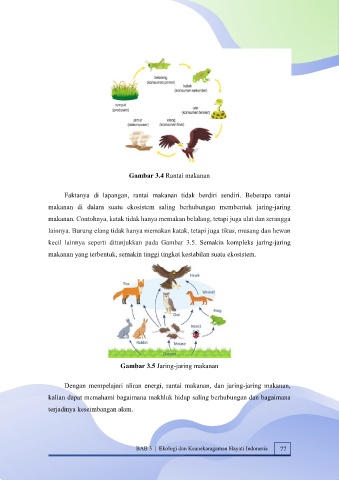 belalang
(konsumen primer)
katak
(konsumen sekunder)
rumput
(produsen)
ular
(konsumen tersier)
jamur
(dekomposer)
elang
(konsumen final)
Gambar 3.4 Rantai makanan
Faktanya di lapangan, rantai makanan tidak berdiri sendiri. Beberapa rantai
makanan di dalam suatu ekosistem saling berhubungan membentuk jaring-jaring
makanan. Contohnya, katak tidak hanya memakan belalang, tetapi juga ulat dan serangga
lainnya. Burung elang tidak hanya memakan katak, tetapi juga tikus, musang dan hewan
kecil lainnya seperti ditunjukkan pada Gambar 3.5. Semakin kompleks jaring-jaring
makanan yang terbentuk, semakin tinggi tingkat kestabilan suatu ekosistem.
Hawk
Fox
Weasel
Owl
Frog
Insect
Rabbit
Mouse
Gambar 3.5 Jaring-jaring makanan
Dengan mempelajari aliran energi, rantai makanan, dan jaring-jaring makanan,
kalian dapat memahami bagaimana makhluk hidup saling berhubungan dan bagaimana
terjadinya keseimbangan alam.
BAB 3 | Ekologi dan Keanekaragaman Hayati Indonesia 77